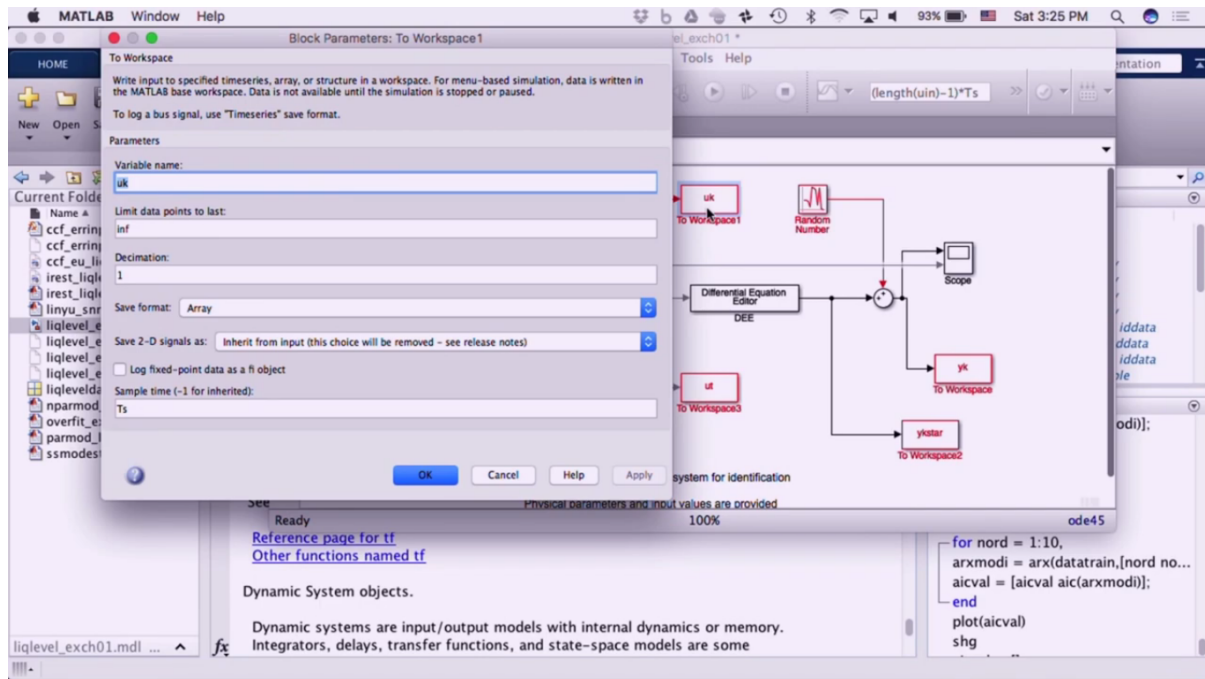 MATLAB Window Help
93% Sat 3:25 PM
Block Parameters: To Workspace1
el_exch01 *
HOME
Tools Help
entation
To Workspace
Write input to specified timeseries, array, or structure in a workspace. For menu-based simulation, data is written in
the MATLAB base workspace. Data is not available until the simulation is stopped or paused.
To log a bus signal, use "Timeseries" save format.
(length(uin)-1)*Ts
New Open S
Parameters
Variable name:
uk
Limit data points to last:
inf
Decimation:
1
Save format: Array
Save 2-D signals as: Inherit from input (this choice will be removed - see release notes)
Log fixed-point data as a fi object
Sample time (-1 for inherited):
Ts
OK Cancel Help Apply
Current Folde
Name
ccf_erring
ccf_erring
ccf_eu_li
irest_liql
irest_liql
linyu_snr
liqlevel_e
liqlevel_e
liqlevel_e
liqlevelda
nparmod_
overfit_e
parmod_l
ssmodest
uk
To Workspace1
Random
Number
Scope
Differential Equation
Editor
DEE
yk
To Workspace
ut
To Workspace3
ykstar
To Workspace2
system for identification
Physical parameters and input values are provided
iddata
ddata
iddata
ple
odi)];
See
Ready 100% ode45
Reference page for tf
Other functions named tf
Dynamic System objects.
Dynamic systems are input/output models with internal dynamics or memory.
Integrators, delays, transfer functions, and state-space models are some
fx
for nord = 1:10,
arxmodi = arx(datatrain,[nord no...
aicval = [aicval aic(arxmodi)];
end
plot(aicval)
shg
liqlevel_exch01.mdl ...